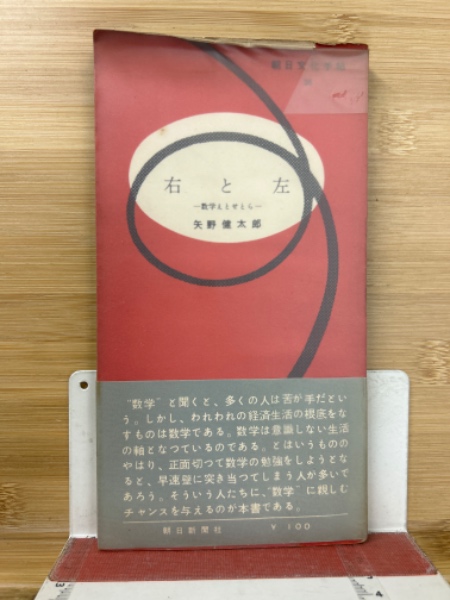 朝日文化手帖
右と左
—数学えとせとら—
矢野健太郎
“数学”と聞くと、多くの人は苦が手だとい
う。しかし、われわれの経済生活の根底をな
すものは数学である。数学は意識しない生活
の軸となつているのである。とはいうものの
やはり、正面切つて数学の勉強をしようとな
ると、早速壁に突き当つてしまう人が多いで
あろう。そういう人たちに、“数学”に親しむ
チャンスを与えるのが本書である。
朝日新聞社 ￥100